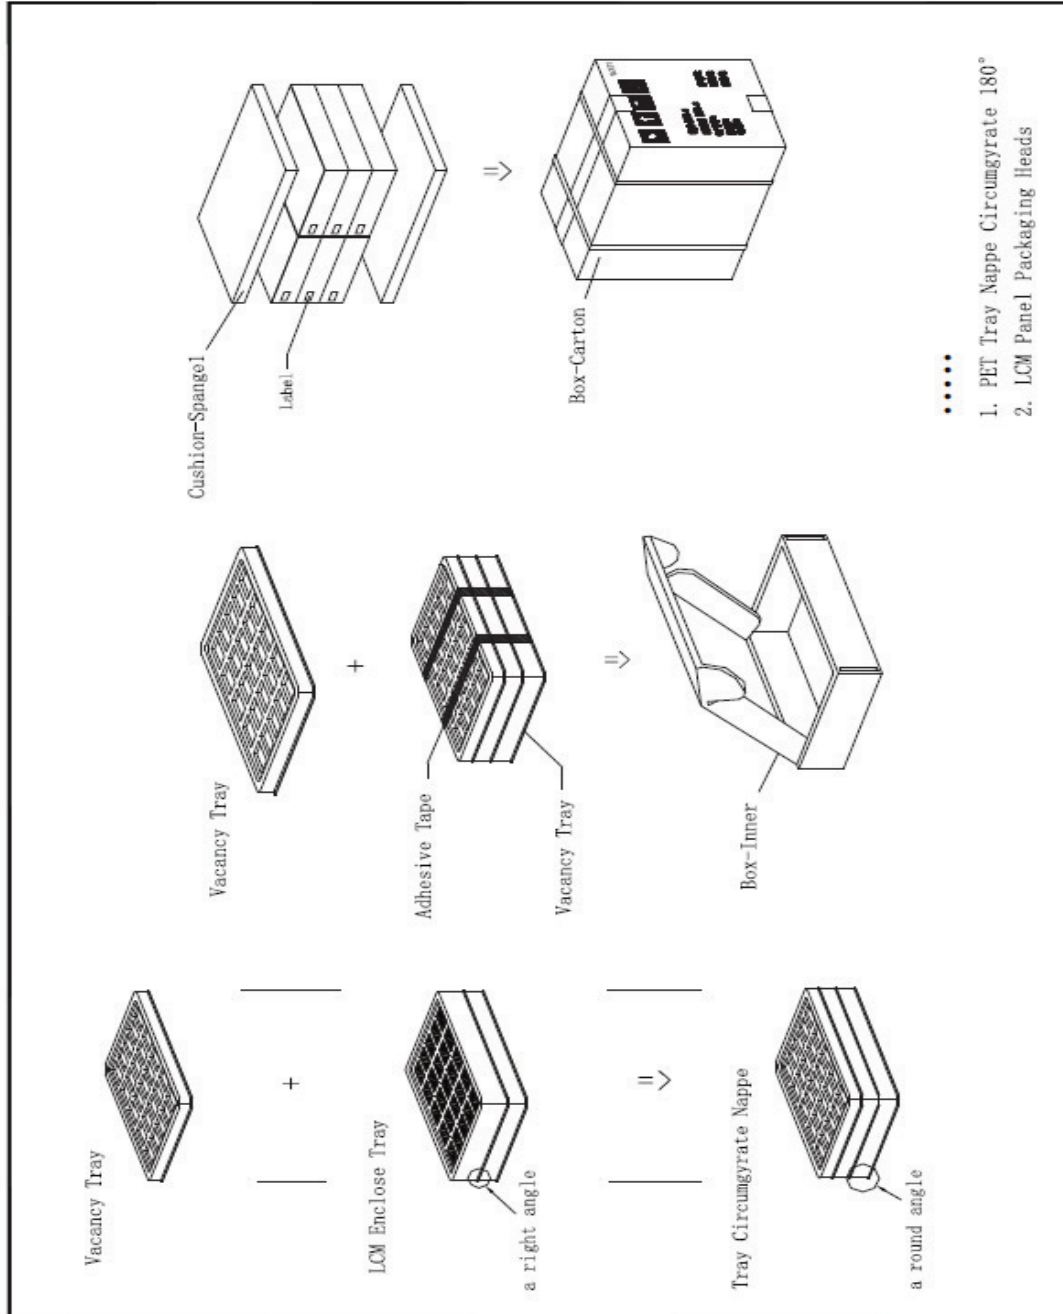 Vacancy Tray
+
LCM Enclose Tray
a right angle
Tray Circumgyrate Nappe
a round angle
Vacancy Tray
+
Adhesive Tape
Vacancy Tray
Box-Inner
Cushion-Spangel
Label
Box-Carton
1. PET Tray Nappe Circumgyrate 180°
2. LCM Panel Packaging Heads